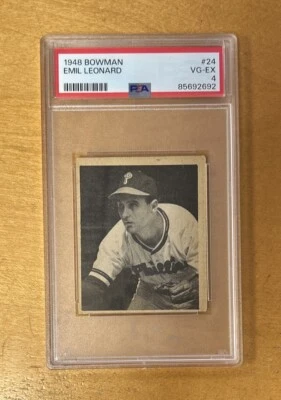 1948 BOWMAN #24
EMIL LEONARD VG-EX
4
PSA 85692692
P